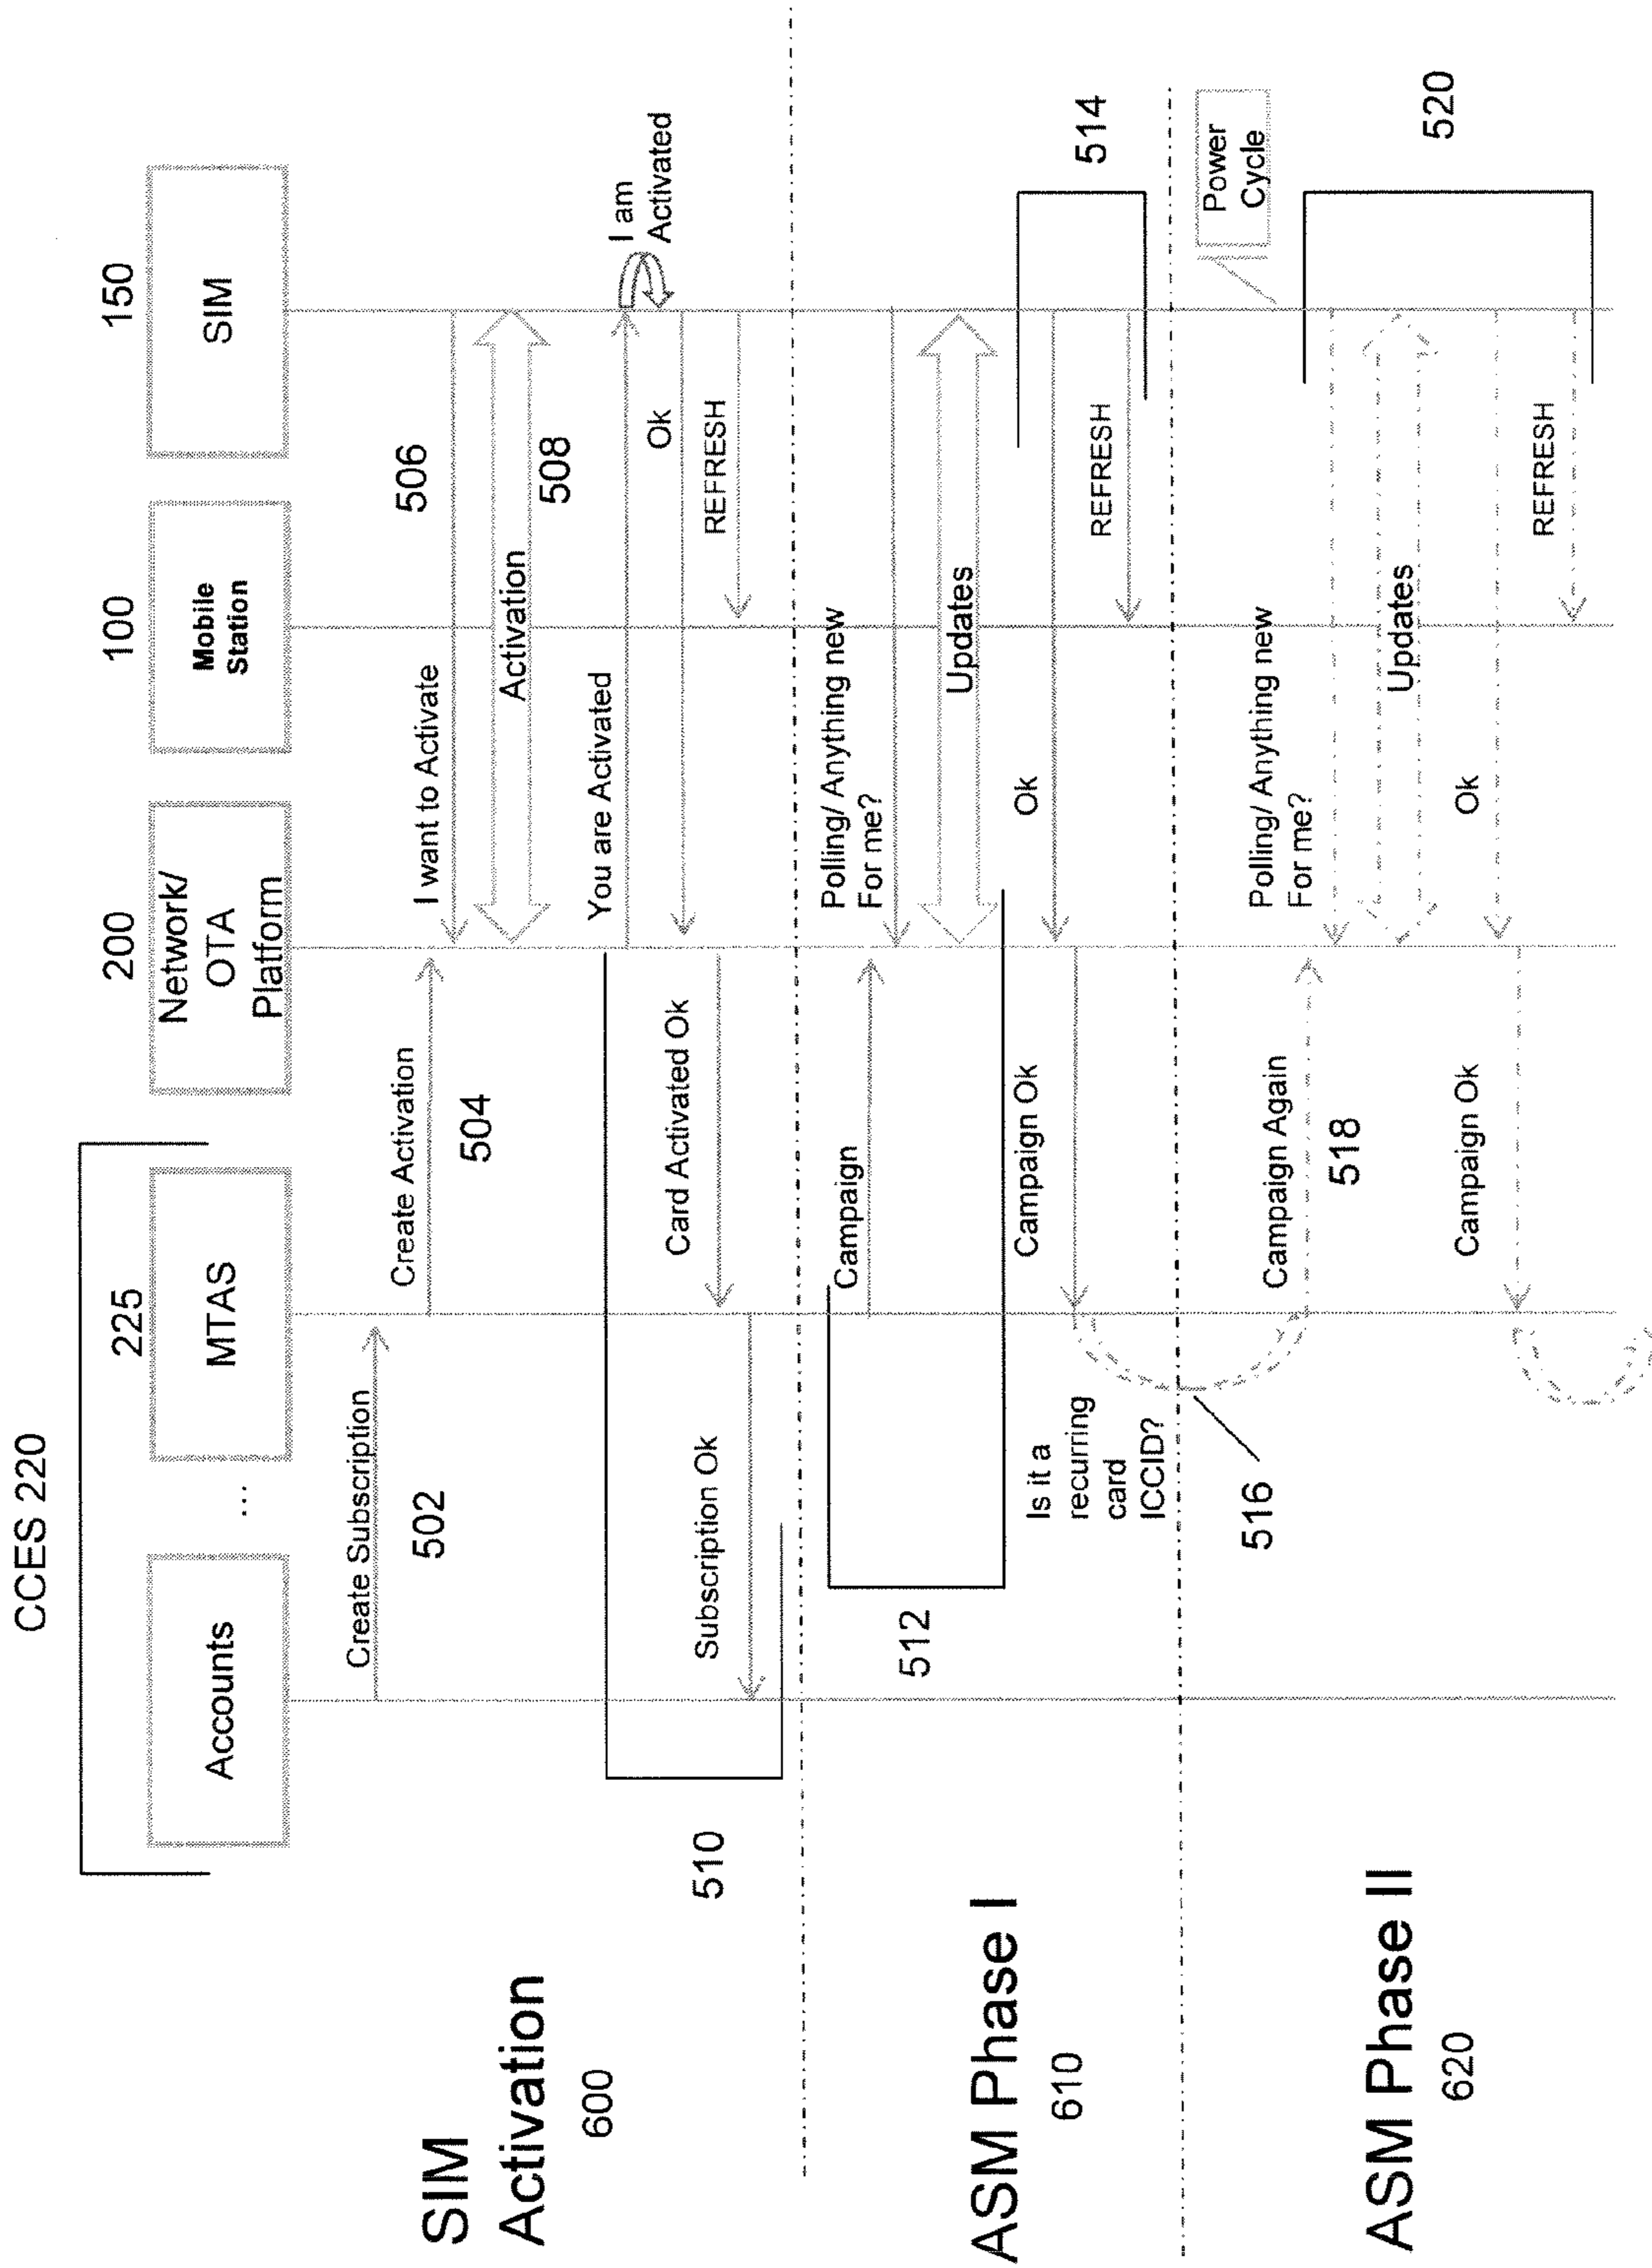 CCES 220
225
200
100
150
Accounts
...
MTAS
Network/
OTA
Platform
Mobile
Station
SIM
SIM
Activation
600
Create Subscription
502
Create Activation
504
I want to Activate
506
Activation
508
You are Activated
I am
Activated
Ok
REFRESH
Card Activated Ok
Subscription Ok
510
ASM Phase I
610
Campaign
512
Polling/ Anything new
For me?
Updates
Ok
514
REFRESH
Campaign Ok
Is it a
recurring
card
ICCID?
516
ASM Phase II
620
Power
Cycle
Campaign Again
518
Polling/ Anything new
For me?
Updates
520
Ok
REFRESH
Campaign Ok